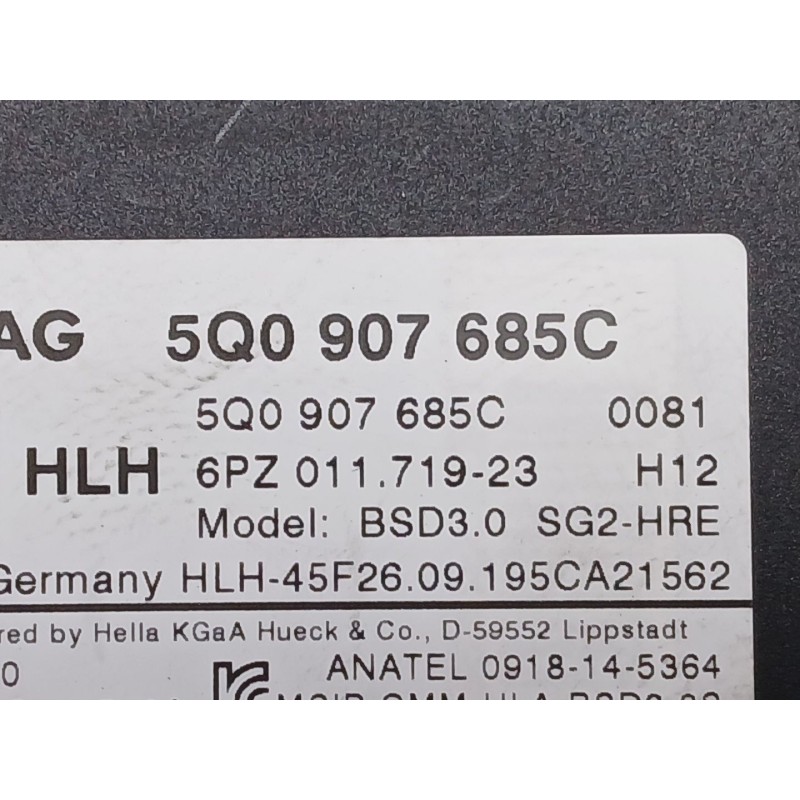 AG 5Q0 907 685C
5Q0 907 685C 0081
HLH 6PZ 011.719-23 H12
Model: BSD3.0 SG2-HRE
Germany HLH-45F26.09.195CA21562
red by Hella KGaA Hueck & Co., D-59552 Lippstadt
0 ANATEL 0918-14-5364